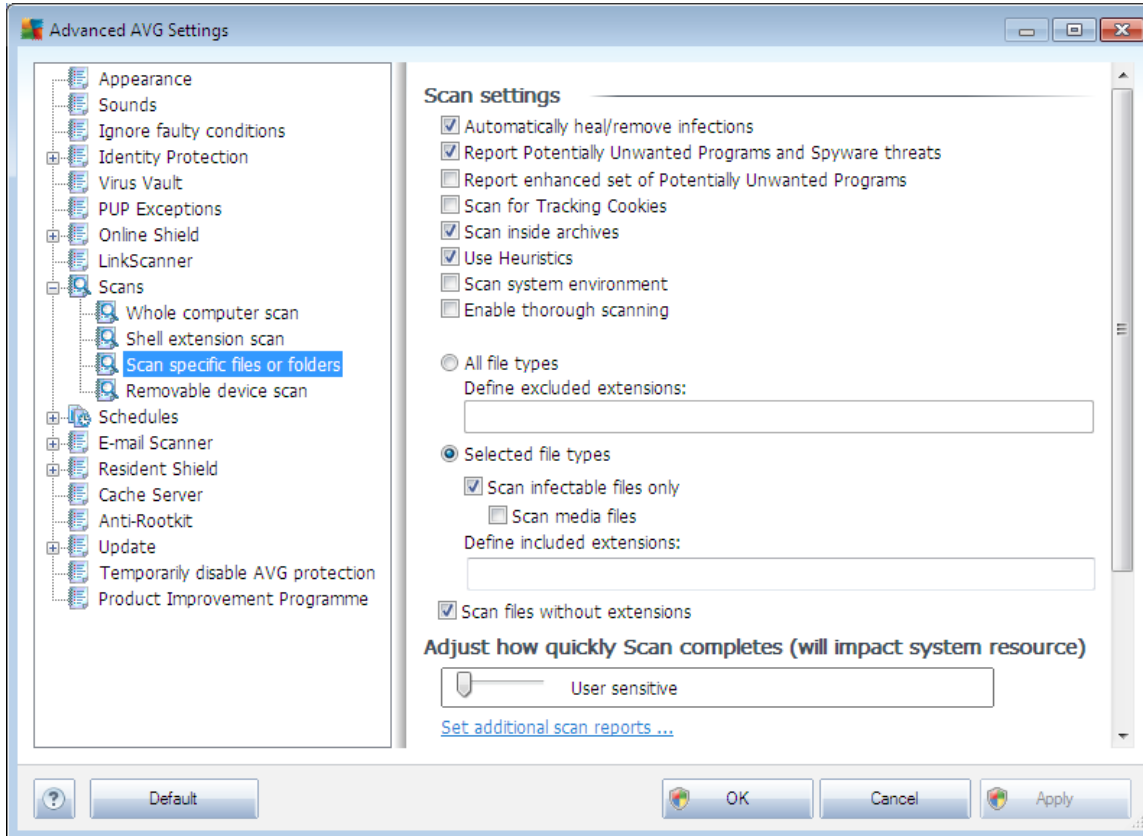 Advanced AVG Settings
Appearance
Sounds
Ignore faulty conditions
Identity Protection
Virus Vault
PUP Exceptions
Online Shield
LinkScanner
Scans
Whole computer scan
Shell extension scan
Scan specific files or folders
Removable device scan
Schedules
E-mail Scanner
Resident Shield
Cache Server
Anti-Rootkit
Update
Temporarily disable AVG protection
Product Improvement Programme
Scan settings
Automatically heal/remove infections
Report Potentially Unwanted Programs and Spyware threats
Report enhanced set of Potentially Unwanted Programs
Scan for Tracking Cookies
Scan inside archives
Use Heuristics
Scan system environment
Enable thorough scanning
All file types
Define excluded extensions:
Selected file types
Scan infectable files only
Scan media files
Define included extensions:
Scan files without extensions
Adjust how quickly Scan completes (will impact system resource)
User sensitive
Set additional scan reports ...
?
Default
OK
Cancel
Apply